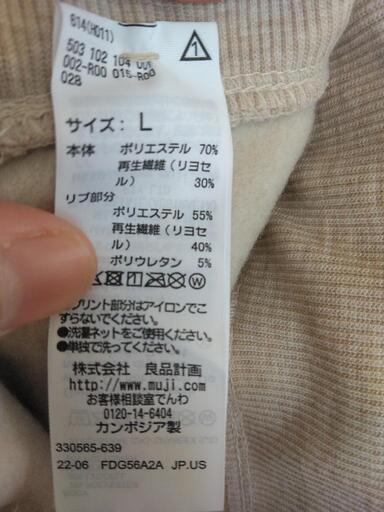 614(H011)
1
503 102 104 001
002-R00 015-R00
028
サイズ: L
本体 ポリエステル 70%
再生繊維(リヨセ
ル) 30%
リブ部分
ポリエステル 55%
再生繊維(リヨセ
ル) 40%
ポリウレタン 5%
リント部分はアイロンでこ
すらないでください。
●洗濯ネットをご使用ください。
●単独で洗ってください。
株式会社 良品計画
http://www.muji.com
お客様相談室でんわ
0120-14-6404
カンボジア製
330565-639
22-06 FDG56A2A JP.US